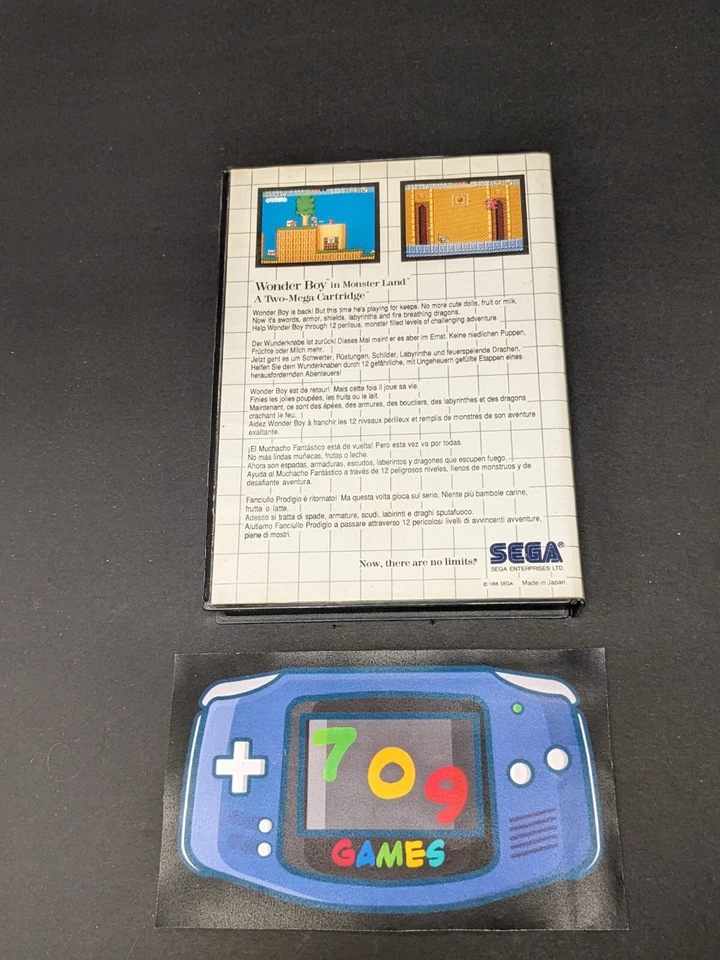 Wonder Boy™ in Monster Land™
A Two-Mega Cartridge™
Wonder Boy is back! But this time he's playing for keeps. No more cute dolls, fruit or milk.
Now it's swords, armor, shields, labyrinths and fire breathing dragons.
Help Wonder Boy through 12 perilous, monster filled levels of challenging adventure.
Der Wunderknabe ist zurück! Dieses Mal meint er es aber im Ernst. Keine niedlichen Puppen,
Früchte oder Milch mehr.
Jetzt geht es um Schwerter, Rüstungen, Schilder, Labyrinthe und feuerspeiende Drachen.
Helfen Sie dem Wunderknaben durch 12 gefährliche, mit Ungeheuern gefüllte Etappen eines
herausfordernden Abenteuers!
Wonder Boy est de retour! Mais cette fois il joue sa vie.
Finies les jolies poupées, les fruits ou le lait.
Maintenant, ce sont des épées, des armures, des boucliers, des labyrinthes et des dragons
crachant le feu.
Aidez Wonder Boy à franchir les 12 niveaux périlleux et remplis de monstres de son aventure
exaltante.
¡El Muchacho Fantástico está de vuelta! Pero esta vez va por todas.
No más lindas muñecas, frutas o leche.
Ahora son espadas, armaduras, escudos, laberintos y dragones que escupen fuego.
Ayuda al Muchacho Fantástico a través de 12 peligrosos niveles, llenos de monstruos y de
desafiante aventura.
Fanciullo Prodigio è ritornato! Ma questa volta gioca sul serio. Niente più bambole carine,
frutta o latte.
Adesso si tratta di spade, armature, scudi, labirinti e draghi sputafuoco.
Aiutiamo Fanciullo Prodigio a passare attraverso 12 pericolosi livelli di avvincenti avventure,
piene di mostri.
Now, there are no limits!®
SEGA®
SEGA ENTERPRISES LTD.
© 1988 SEGA Made in Japan
709
GAMES